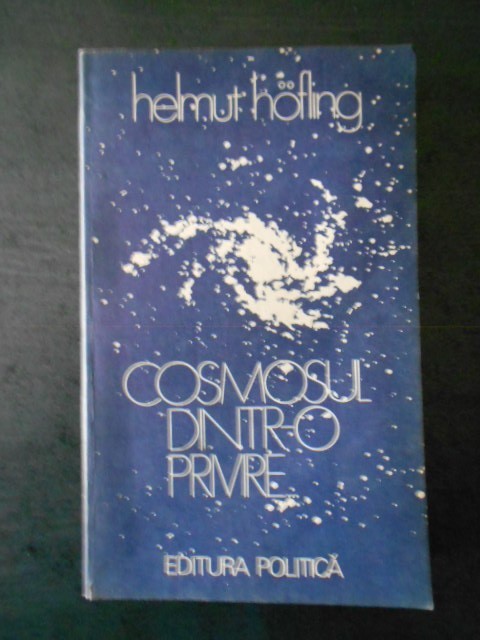 helmut höfling
COSMOSUL
DINTR-O
PRIVIRE...
EDITURA POLITICĂ